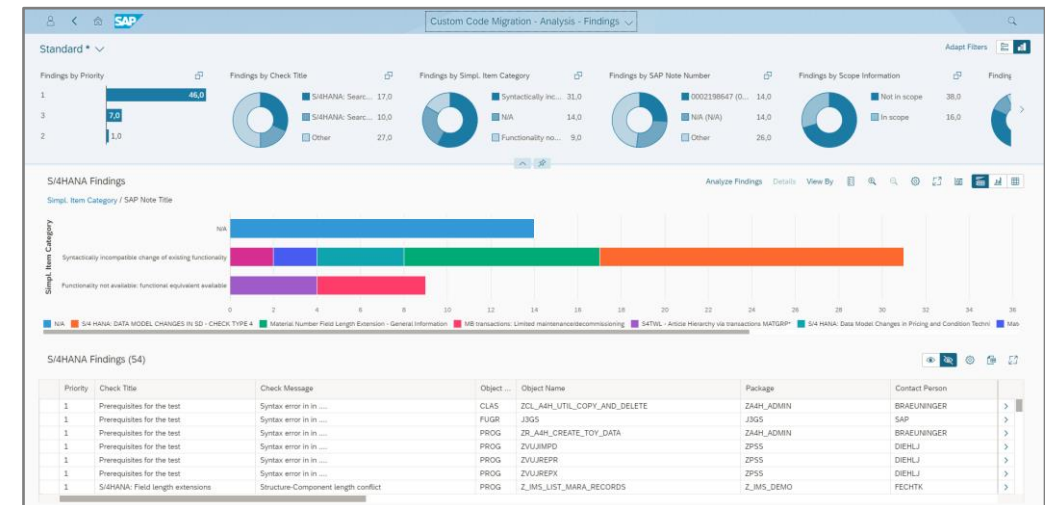 SAP
Custom Code Migration - Analysis - Findings
Standard *
Adapt Filters
Findings by Priority
1 46,0
3 7,0
2 1,0
Findings by Check Title
S/4HANA: Searc... 17,0
S/4HANA: Searc... 10,0
Other 27,0
Findings by Simpl. Item Category
Syntactically inc... 31,0
N/A 14,0
Functionality no... 9,0
Findings by SAP Note Number
0002198647 (0... 14,0
N/A (N/A) 14,0
Other 26,0
Findings by Scope Information
Not in scope 38,0
In scope 16,0
Finding
S/4HANA Findings
Analyze Findings Details View By
Simpl. Item Category / SAP Note Title
Simpl. Item Category
N/A
Syntactically incompatible change of existing functionality
Functionality not available: functional equivalent available
0 2 4 6 8 10 12 14 16 18 20 22 24 26 28 30 32 34 36
N/A S/4 HANA: DATA MODEL CHANGES IN SD - CHECK TYPE 4 Material Number Field Length Extension - General Information MB transactions: Limited maintenance/decommissioning S4TWL - Article Hierarchy via transactions MATGRP* S/4 HANA: Data Model Changes in Pricing and Condition Techni Mat
S/4HANA Findings (54)
Priority Check Title Check Message Object ... Object Name Package Contact Person
1 Prerequisites for the test Syntax error in in .... CLAS ZCL_A4H_UTIL_COPY_AND_DELETE ZA4H_ADMIN BRAEUNINGER
1 Prerequisites for the test Syntax error in in .... FUGR J3GS J3GS SAP
1 Prerequisites for the test Syntax error in in .... PROG ZR_A4H_CREATE_TOY_DATA ZA4H_ADMIN BRAEUNINGER
1 Prerequisites for the test Syntax error in in .... PROG ZVUJIMPD ZPSS DIEHLJ
1 Prerequisites for the test Syntax error in in .... PROG ZVUJREPR ZPSS DIEHLJ
1 Prerequisites for the test Syntax error in in .... PROG ZVUJREPX ZPSS DIEHLJ
1 S/4HANA: Field length extensions Structure-Component length conflict PROG Z_IMS_LIST_MARA_RECORDS Z_IMS_DEMO FECHTK